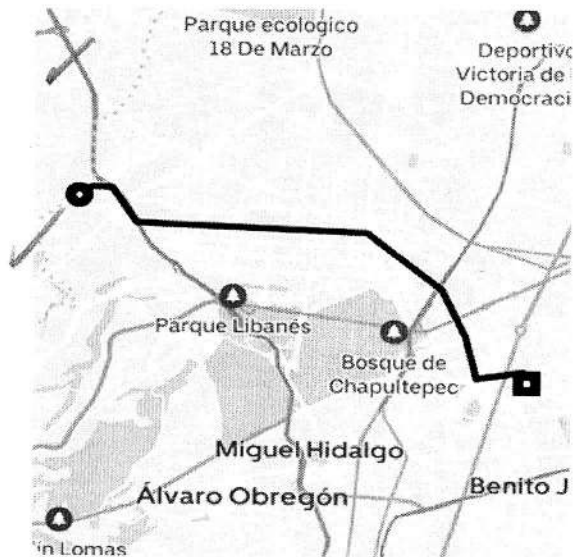 Parque ecologico
18 De Marzo
Deportivo
Victoria de
Democraci
Parque Libanés
Bosque de
Chapultepec
Miguel Hidalgo
Álvaro Obregón
Benito J
in Lomas